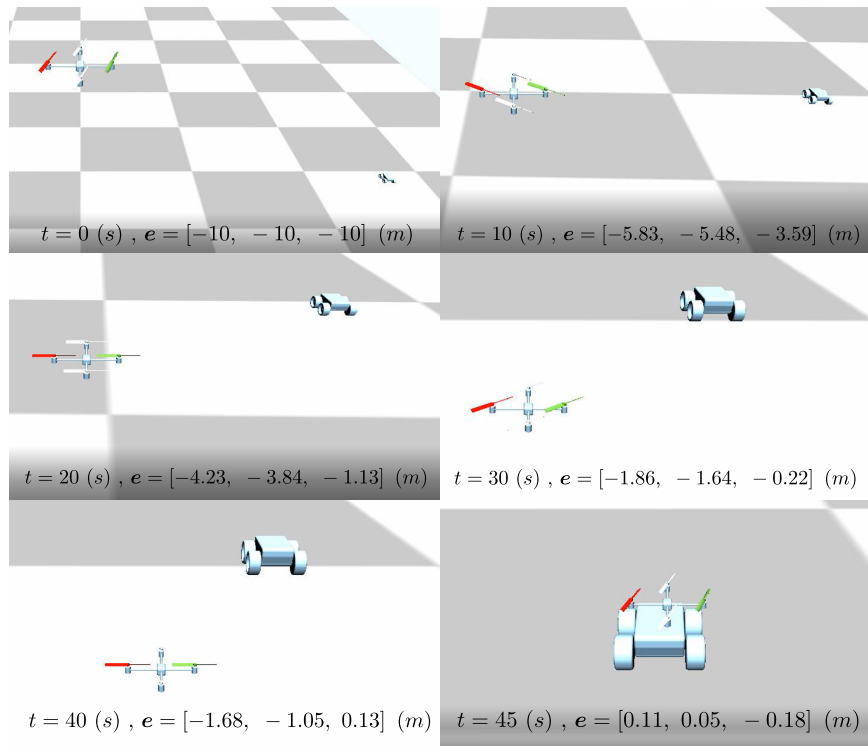 t = 0 (s) , e = [−10, − 10, − 10] (m)
t = 10 (s) , e = [−5.83, − 5.48, − 3.59] (m)
t = 20 (s) , e = [−4.23, − 3.84, − 1.13] (m)
t = 30 (s) , e = [−1.86, − 1.64, − 0.22] (m)
t = 40 (s) , e = [−1.68, − 1.05, 0.13] (m)
t = 45 (s) , e = [0.11, 0.05, − 0.18] (m)